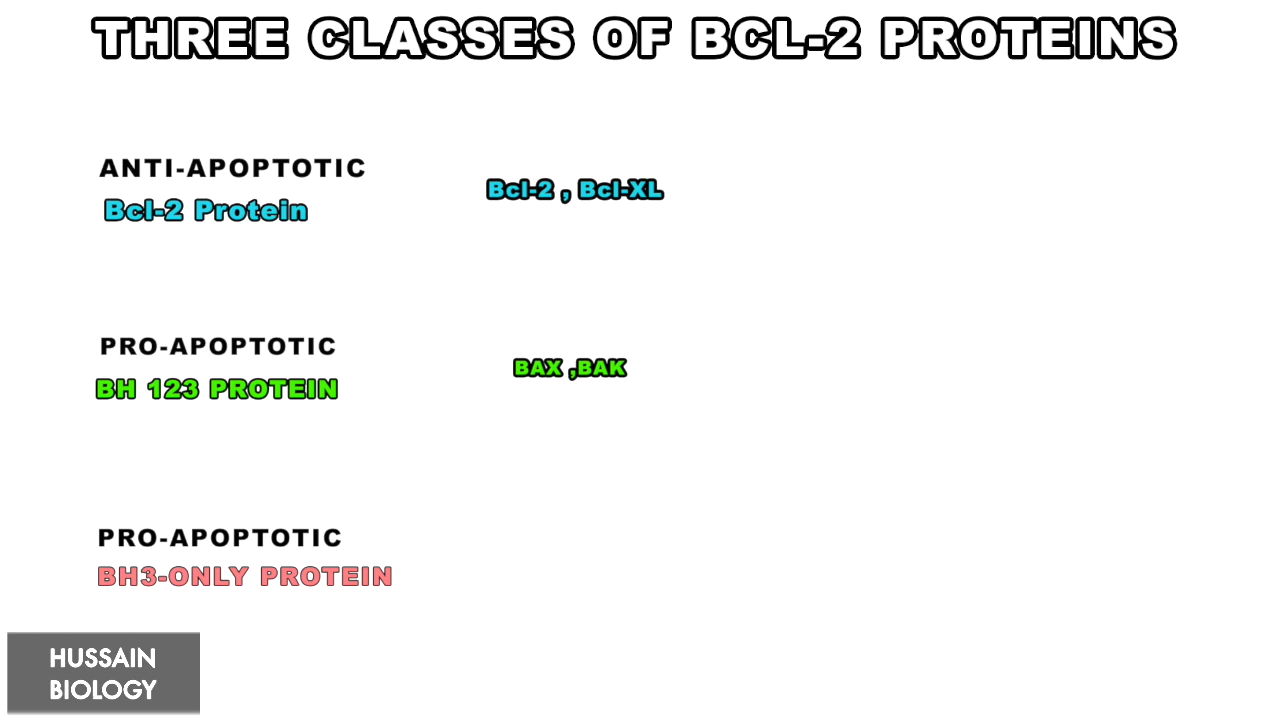 THREE CLASSES OF BCL-2 PROTEINS
ANTI-APOPTOTIC
Bcl-2 Protein
Bcl-2 , Bcl-XL
PRO-APOPTOTIC
BH 123 PROTEIN
BAX ,BAK
PRO-APOPTOTIC
BH3-ONLY PROTEIN
HUSSAIN
BIOLOGY